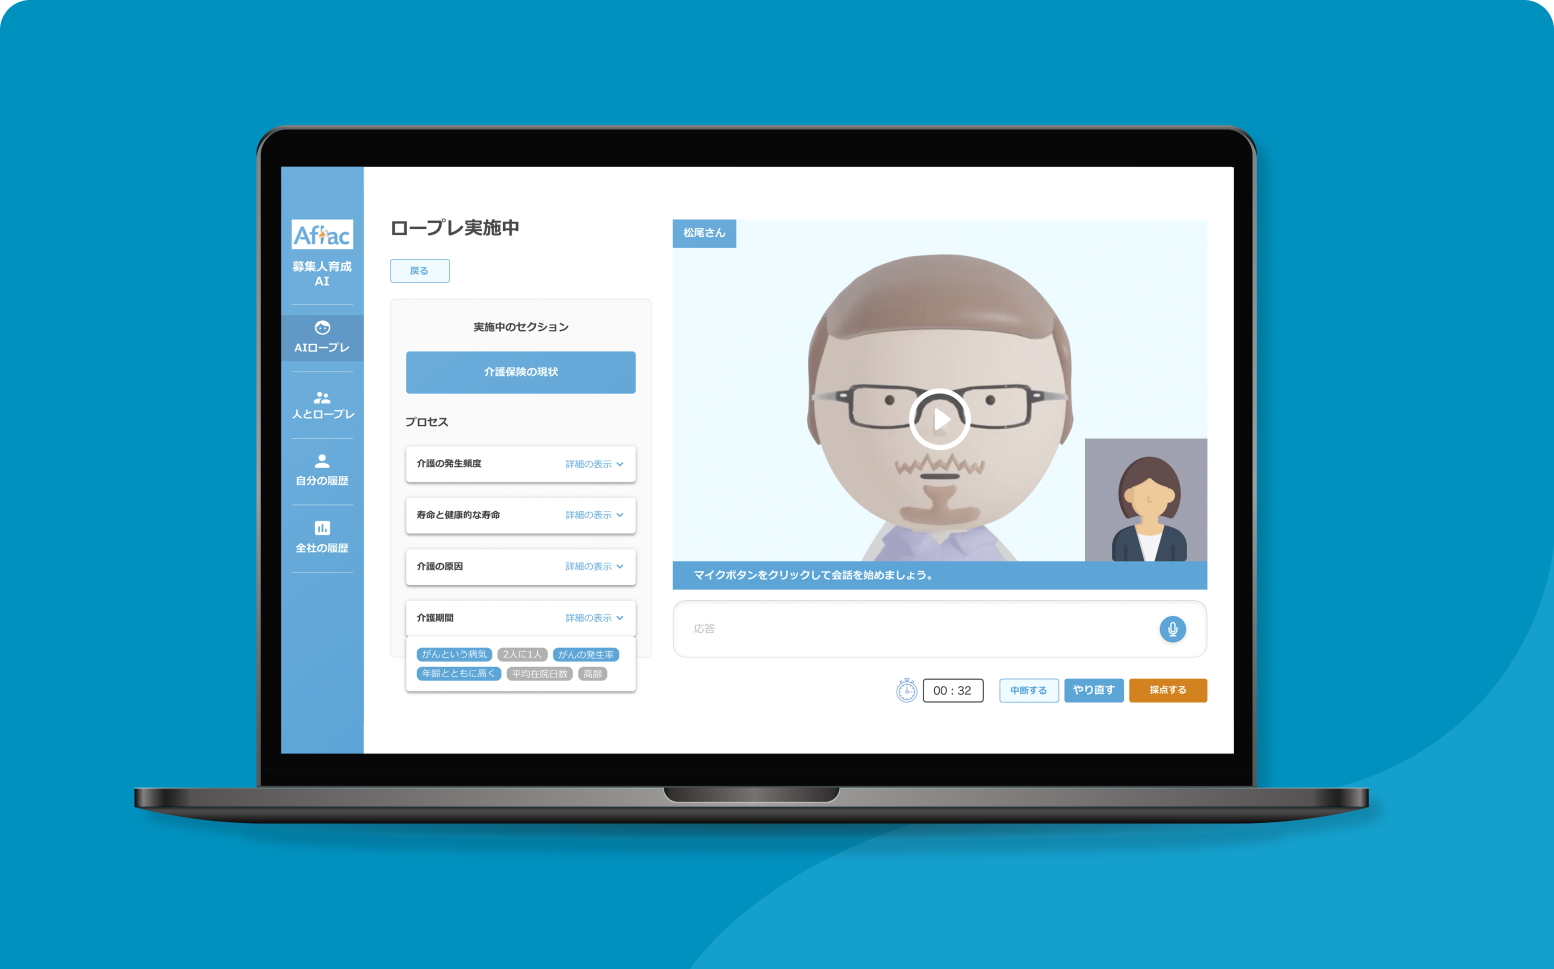 Aflac
募集人育成
AI
AIロープレ
人とロープレ
自分の履歴
全社の履歴
ロープレ実施中
戻る
実施中のセクション
介護保険の現状
プロセス
介護の発生頻度 詳細の表示
寿命と健康的な寿命 詳細の表示
介護の原因 詳細の表示
介護期間 詳細の表示
がんという病気 2人に1人 がんの発生率
年齢とともに高く 平均在院日数 高齢
松尾さん
マイクボタンをクリックして会話を始めましょう。
応答
00 : 32 中断する やり直す 採点する